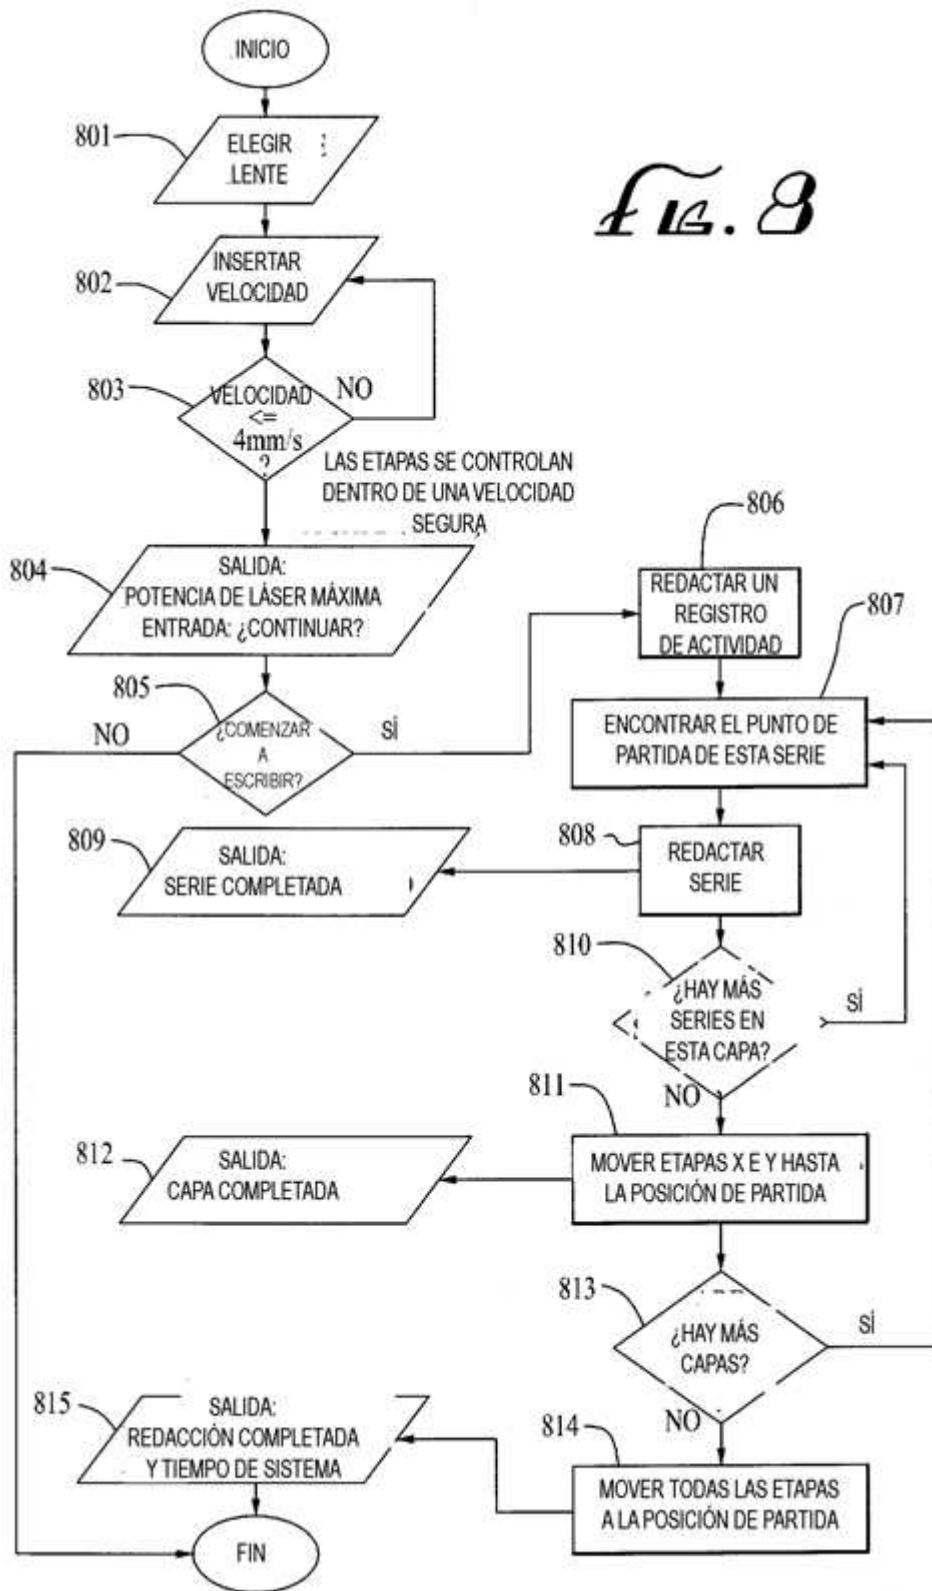 INICIO
801
ELEGIR
LENTE
FIG. 8
802
INSERTAR
VELOCIDAD
803
VELOCIDAD
<=
4mm/s
?
NO
LAS ETAPAS SE CONTROLAN
DENTRO DE UNA VELOCIDAD
SEGURA
804
SALIDA:
POTENCIA DE LÁSER MÁXIMA
ENTRADA: ¿CONTINUAR?
805
¿COMENZAR
A
ESCRIBIR?
NO
SÍ
806
REDACTAR UN
REGISTRO
DE ACTIVIDAD
807
ENCONTRAR EL PUNTO DE
PARTIDA DE ESTA SERIE
808
REDACTAR
SERIE
809
SALIDA:
SERIE COMPLETADA
810
¿HAY MÁS
SERIES EN
ESTA CAPA?
SÍ
NO
811
MOVER ETAPAS X E Y HASTA
LA POSICIÓN DE PARTIDA
812
SALIDA:
CAPA COMPLETADA
813
¿HAY MÁS
CAPAS?
SÍ
NO
814
MOVER TODAS LAS ETAPAS
A LA POSICIÓN DE PARTIDA
815
SALIDA:
REDACCIÓN COMPLETADA
Y TIEMPO DE SISTEMA
FIN